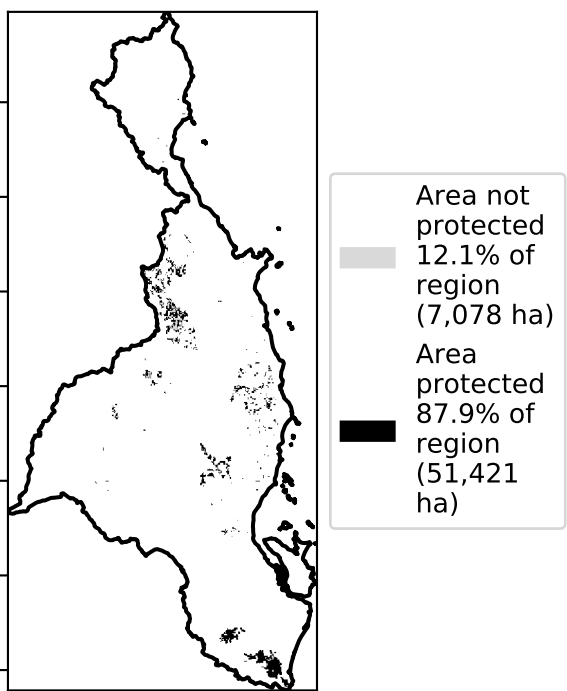 Area not
protected
12.1% of
region
(7,078 ha)
Area
protected
87.9% of
region
(51,421
ha)